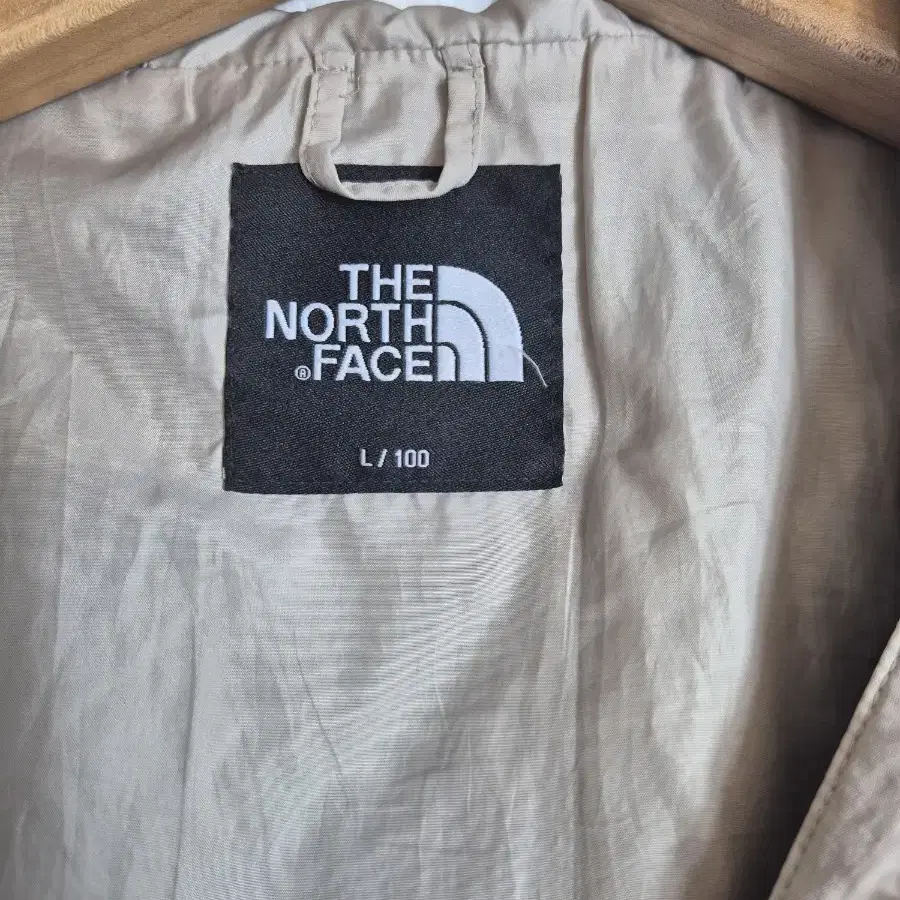 THE
NORTH
®FACE
L / 100